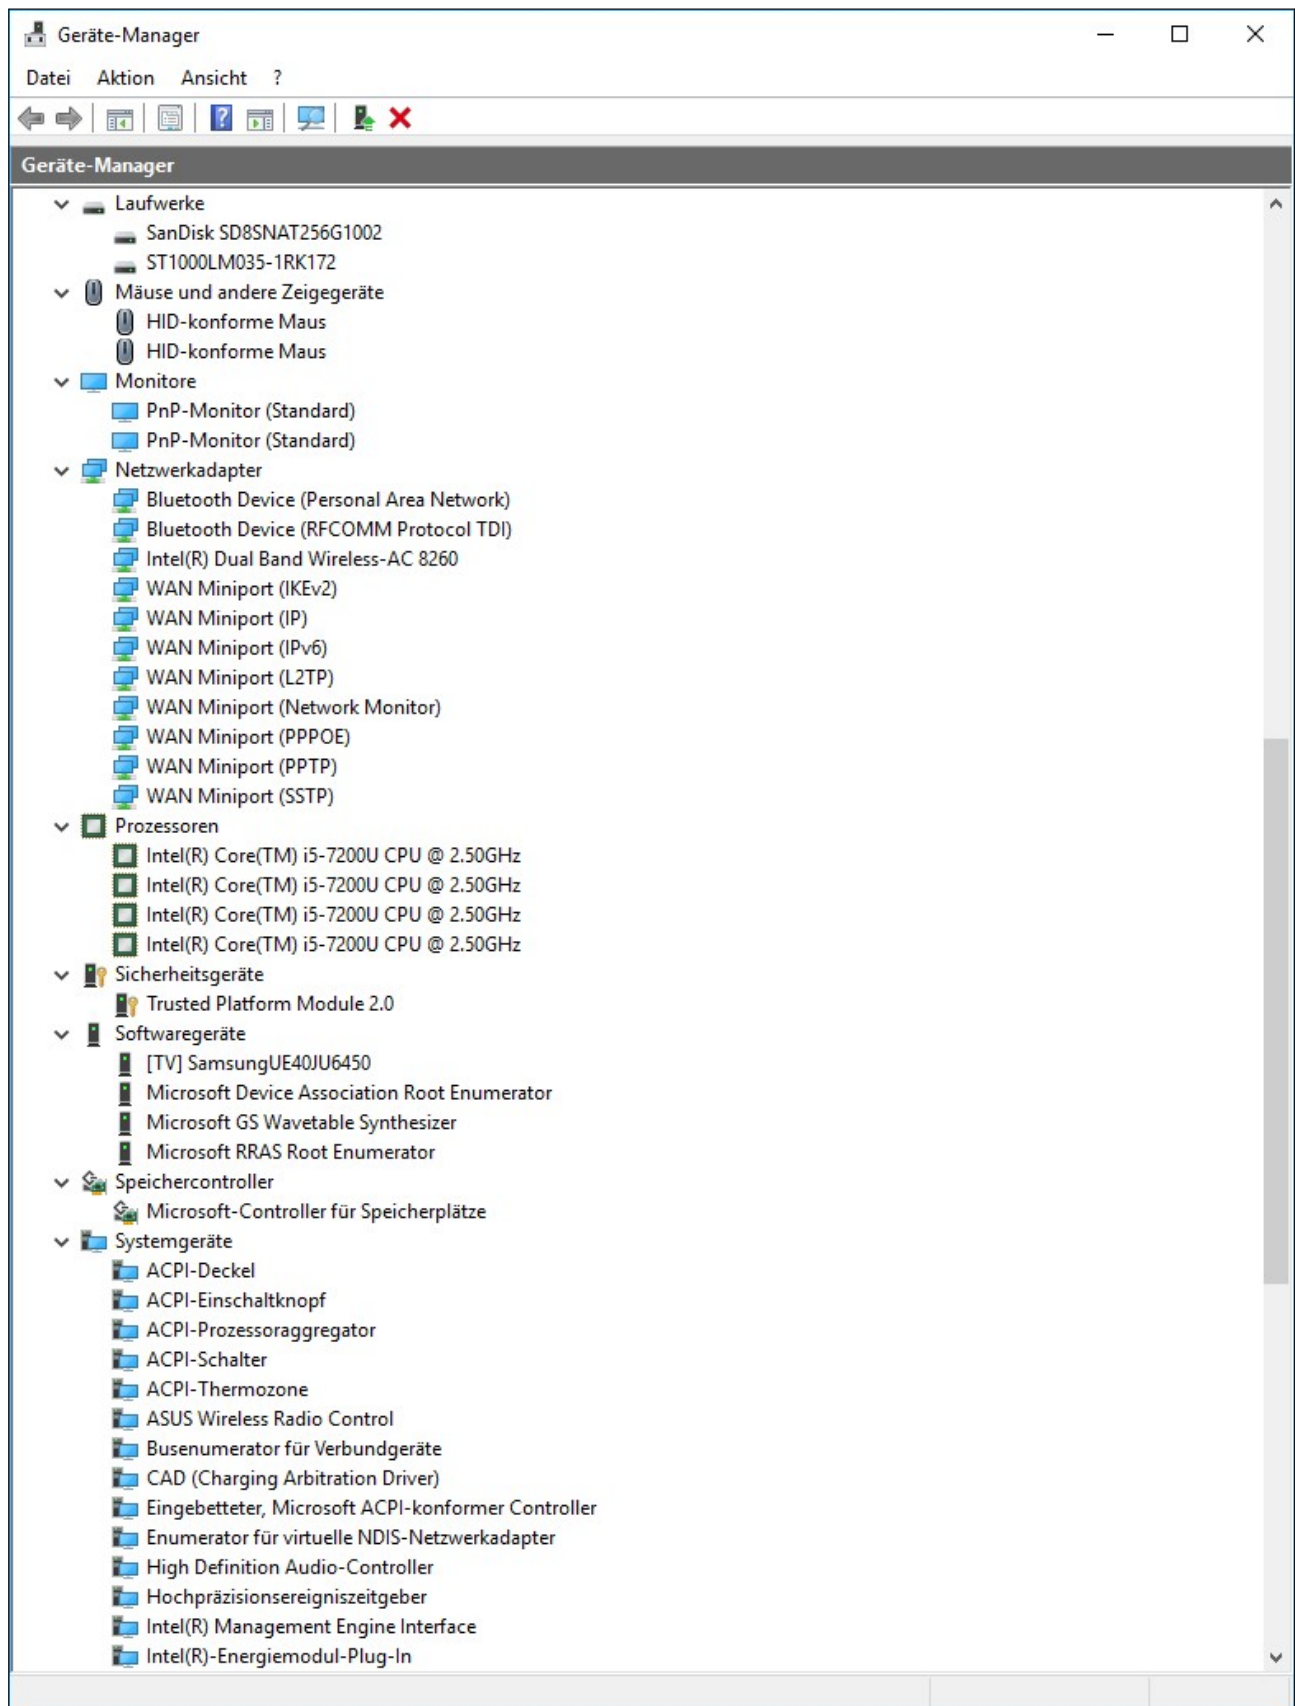 Geräte-Manager
Datei Aktion Ansicht ?
Geräte-Manager
Laufwerke
SanDisk SD8SNAT256G1002
ST1000LM035-1RK172
Mäuse und andere Zeigegeräte
HID-konforme Maus
HID-konforme Maus
Monitore
PnP-Monitor (Standard)
PnP-Monitor (Standard)
Netzwerkadapter
Bluetooth Device (Personal Area Network)
Bluetooth Device (RFCOMM Protocol TDI)
Intel(R) Dual Band Wireless-AC 8260
WAN Miniport (IKEv2)
WAN Miniport (IP)
WAN Miniport (IPv6)
WAN Miniport (L2TP)
WAN Miniport (Network Monitor)
WAN Miniport (PPPOE)
WAN Miniport (PPTP)
WAN Miniport (SSTP)
Prozessoren
Intel(R) Core(TM) i5-7200U CPU @ 2.50GHz
Intel(R) Core(TM) i5-7200U CPU @ 2.50GHz
Intel(R) Core(TM) i5-7200U CPU @ 2.50GHz
Intel(R) Core(TM) i5-7200U CPU @ 2.50GHz
Sicherheitsgeräte
Trusted Platform Module 2.0
Softwaregeräte
[TV] SamsungUE40JU6450
Microsoft Device Association Root Enumerator
Microsoft GS Wavetable Synthesizer
Microsoft RRAS Root Enumerator
Speichercontroller
Microsoft-Controller für Speicherplätze
Systemgeräte
ACPI-Deckel
ACPI-Einschaltknopf
ACPI-Prozessoraggregator
ACPI-Schalter
ACPI-Thermozone
ASUS Wireless Radio Control
Busenumerator für Verbundgeräte
CAD (Charging Arbitration Driver)
Eingebetteter, Microsoft ACPI-konformer Controller
Enumerator für virtuelle NDIS-Netzwerkadapter
High Definition Audio-Controller
Hochpräzisionsereigniszeitgeber
Intel(R) Management Engine Interface
Intel(R)-Energiemodul-Plug-In